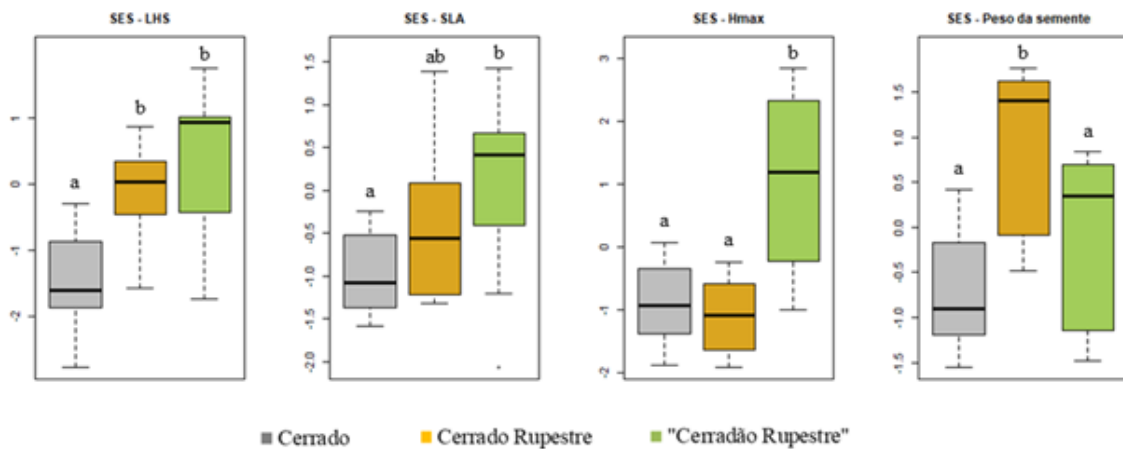 SES - LHS
SES - SLA
SES - Hmax
SES - Peso da semente
1
0
-1
-2
a
b
b
1.5
1.0
0.5
0.0
-0.5
-1.0
-1.5
-2.0
a
ab
b
3
2
1
0
-1
-2
a
a
b
1.5
1.0
0.5
0.0
-0.5
-1.0
-1.5
a
b
a
Cerrado
Cerrado Rupestre
"Cerradão Rupestre"